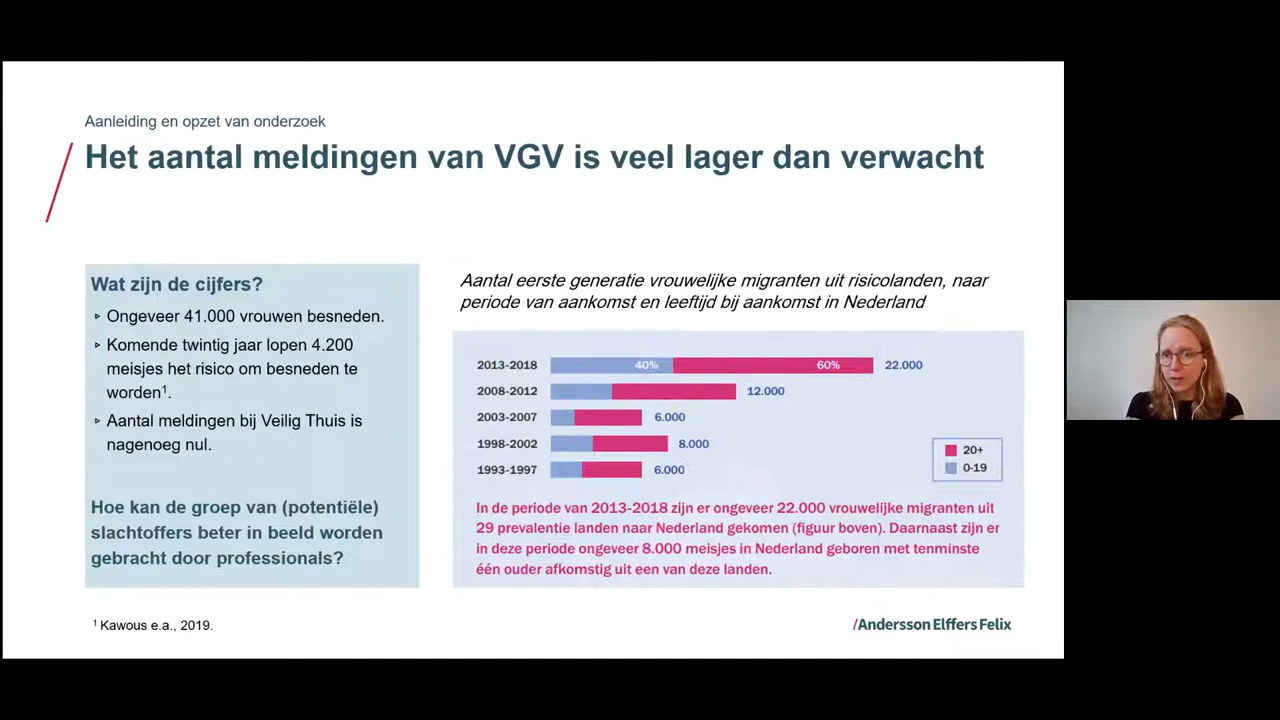 Aanleiding en opzet van onderzoek
Het aantal meldingen van VGV is veel lager dan verwacht
Wat zijn de cijfers?
▹ Ongeveer 41.000 vrouwen besneden.
▹ Komende twintig jaar lopen 4.200
meisjes het risico om besneden te
worden¹.
▹ Aantal meldingen bij Veilig Thuis is
nagenoeg nul.
Hoe kan de groep van (potentiële)
slachtoffers beter in beeld worden
gebracht door professionals?
Aantal eerste generatie vrouwelijke migranten uit risicolanden, naar
periode van aankomst en leeftijd bij aankomst in Nederland
2013-2018 40% 60% 22.000
2008-2012 12.000
2003-2007 6.000
1998-2002 8.000
1993-1997 6.000
20+
0-19
In de periode van 2013-2018 zijn er ongeveer 22.000 vrouwelijke migranten uit
29 prevalentie landen naar Nederland gekomen (figuur boven). Daarnaast zijn er
in deze periode ongeveer 8.000 meisjes in Nederland geboren met tenminste
één ouder afkomstig uit een van deze landen.
¹ Kawous e.a., 2019.
/Andersson Elffers Felix